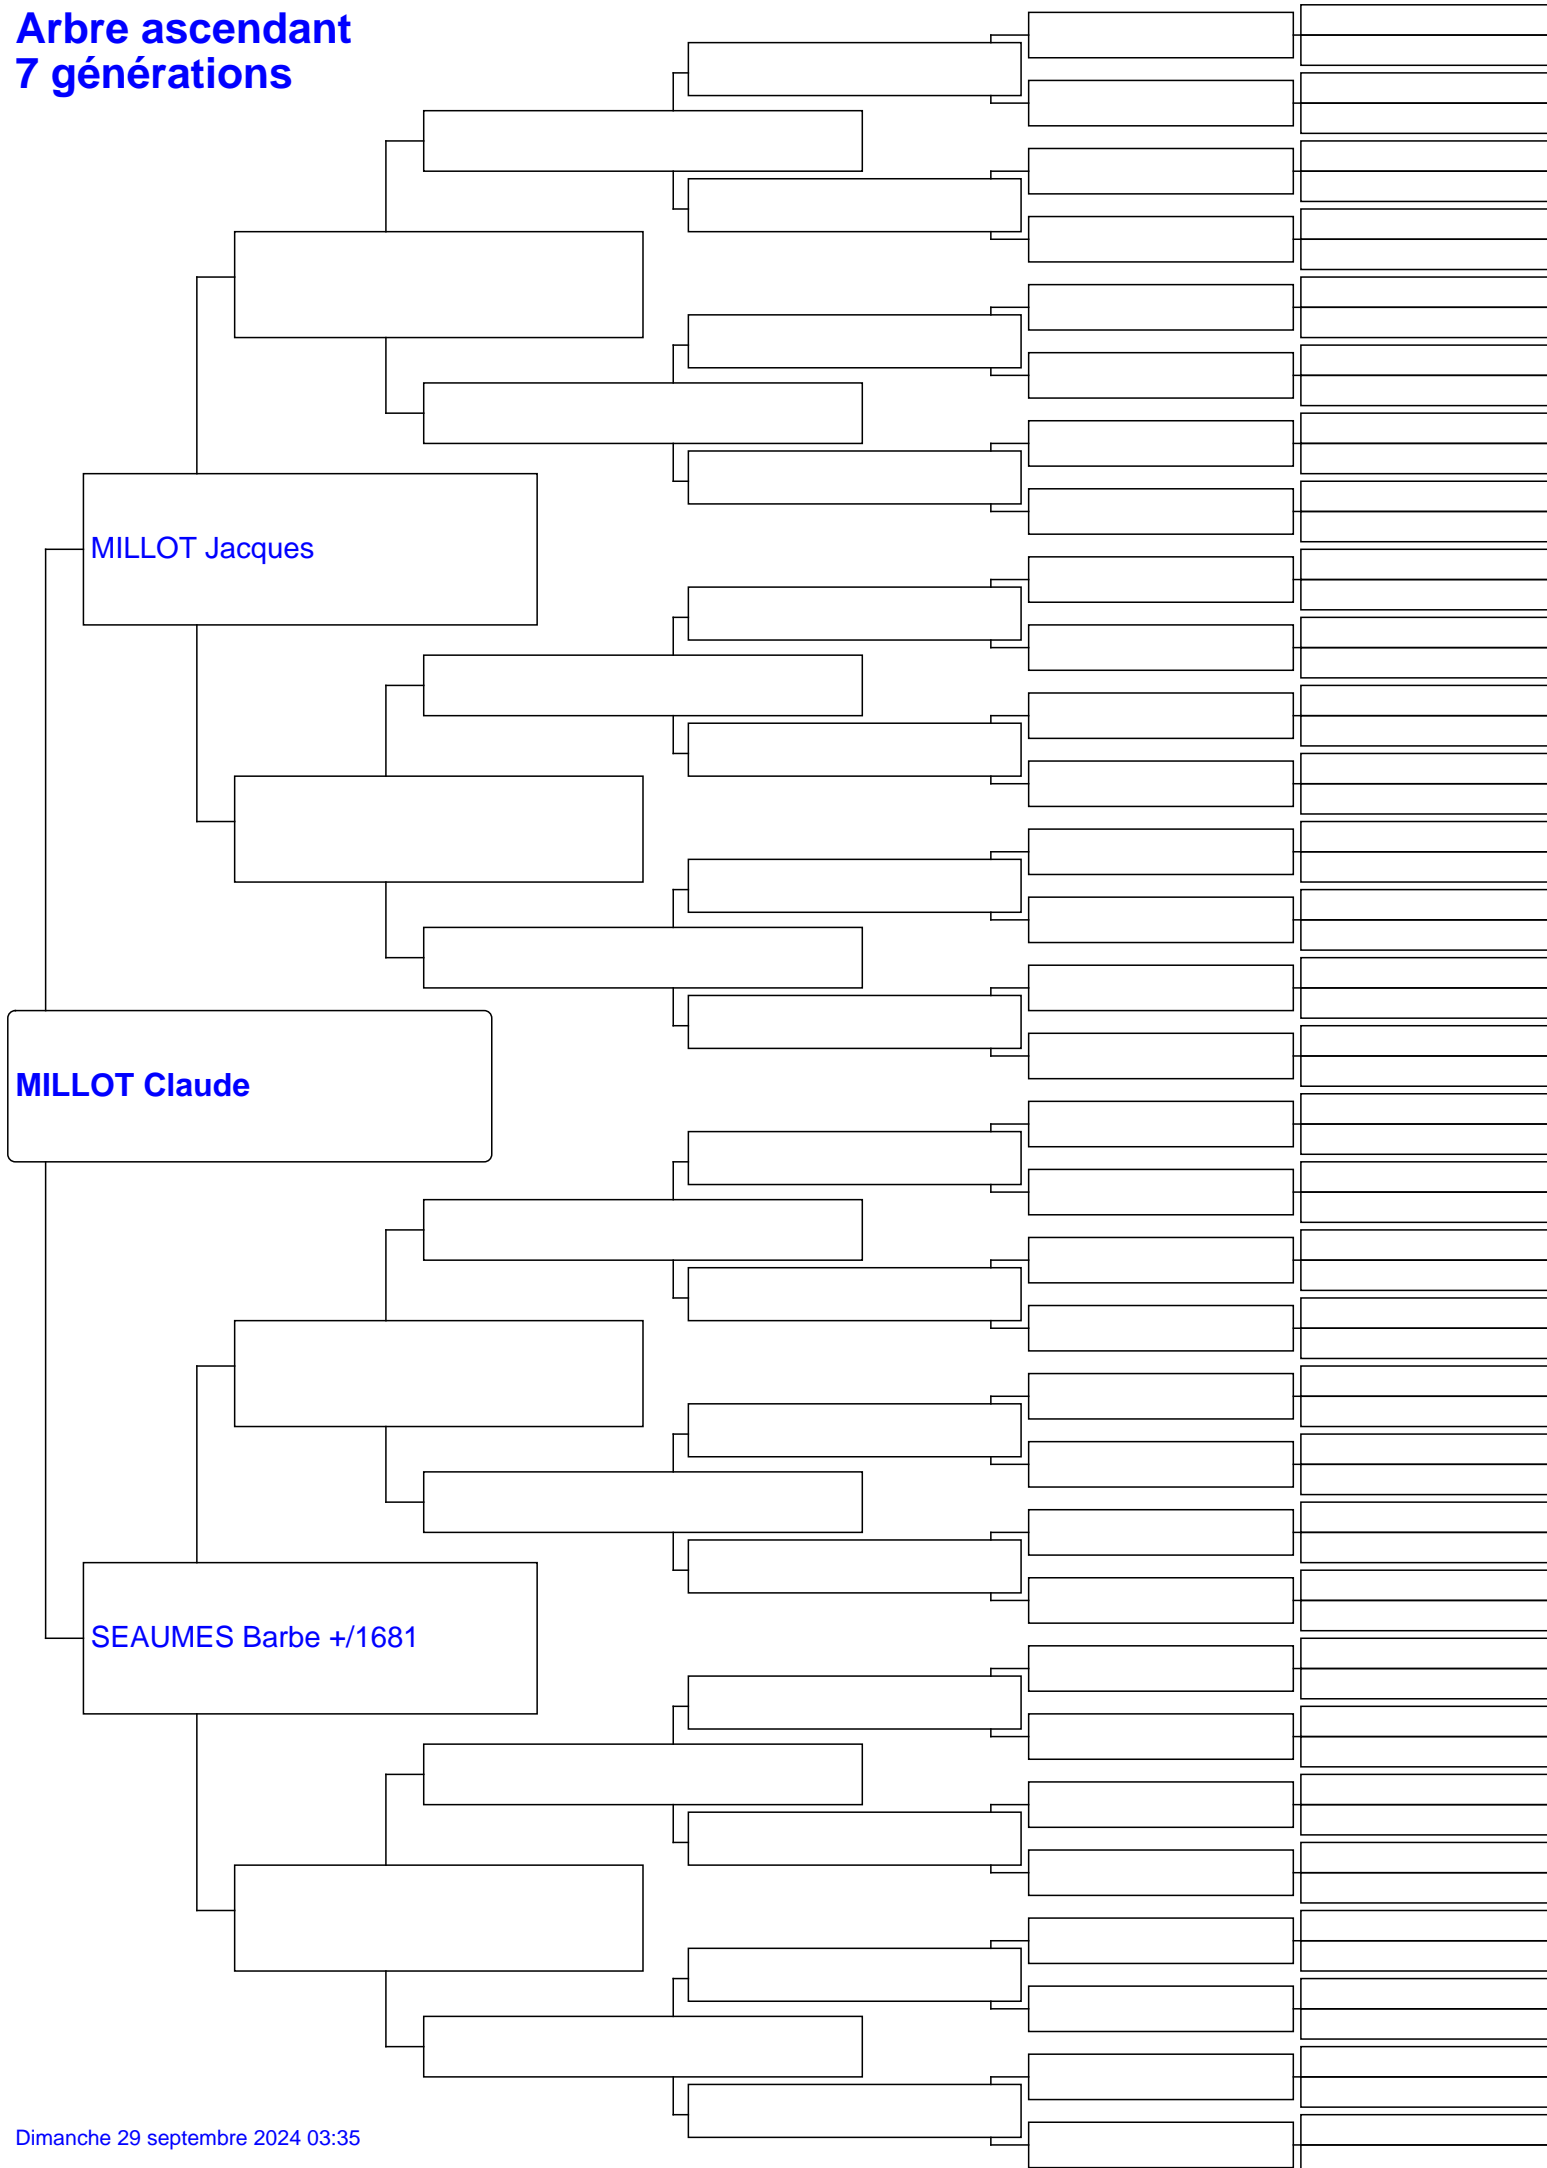 Arbre ascendant
7 générations
MILLOT Jacques
MILLOT Claude
SEAUMES Barbe +/1681
Dimanche 29 septembre 2024 03:35